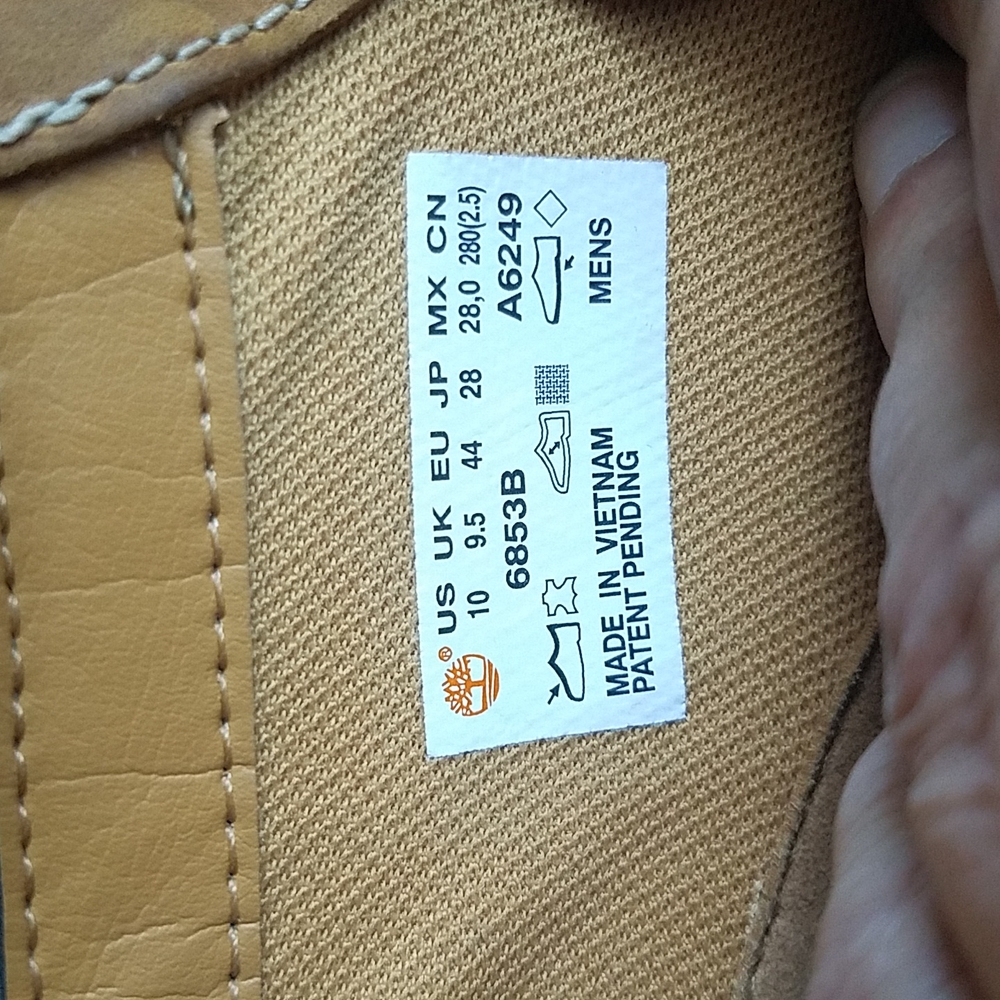 ® US UK EU JP MX CN
10 9.5 44 28 28,0 280(2.5)
6853B A6249
MADE IN VIETNAM MENS
PATENT PENDING